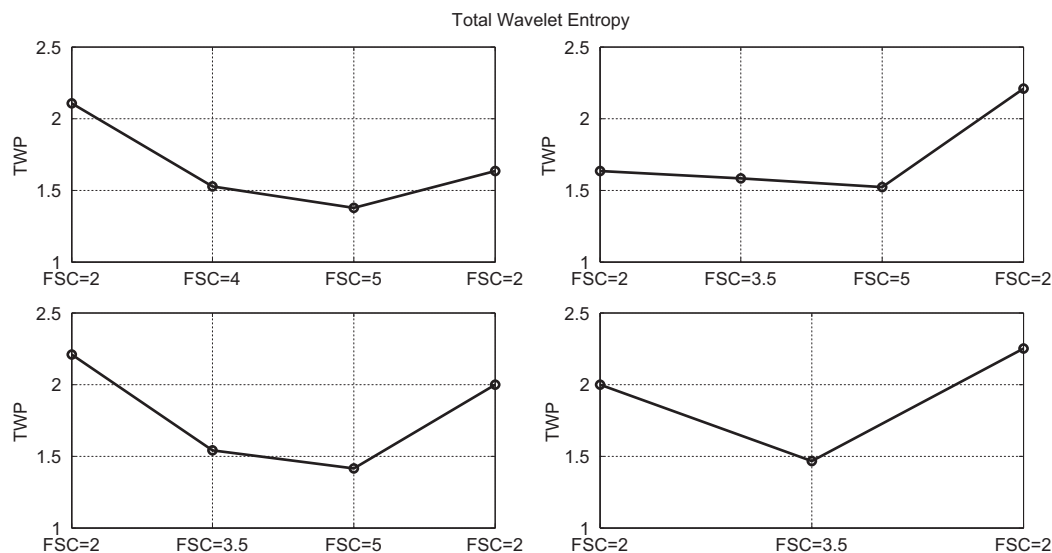 Total Wavelet Entropy
2.5
2
1.5
1
TWP
FSC=2 FSC=4 FSC=5 FSC=2
2.5
2
1.5
1
TWP
FSC=2 FSC=3.5 FSC=5 FSC=2
2.5
2
1.5
1
TWP
FSC=2 FSC=3.5 FSC=5 FSC=2
2.5
2
1.5
1
TWP
FSC=2 FSC=3.5 FSC=2